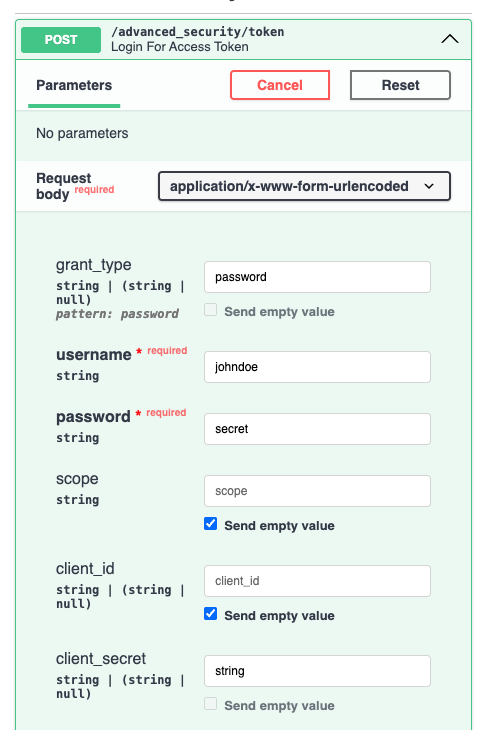 POST /advanced_security/token
Login For Access Token
Parameters
Cancel
Reset
No parameters
Request
body required
application/x-www-form-urlencoded
grant_type
string | (string |
null)
pattern: password
password
Send empty value
username * required
string
johndoe
password * required
string
secret
scope
string
scope
Send empty value
client_id
string | (string |
null)
client_id
Send empty value
client_secret
string | (string |
null)
string
Send empty value